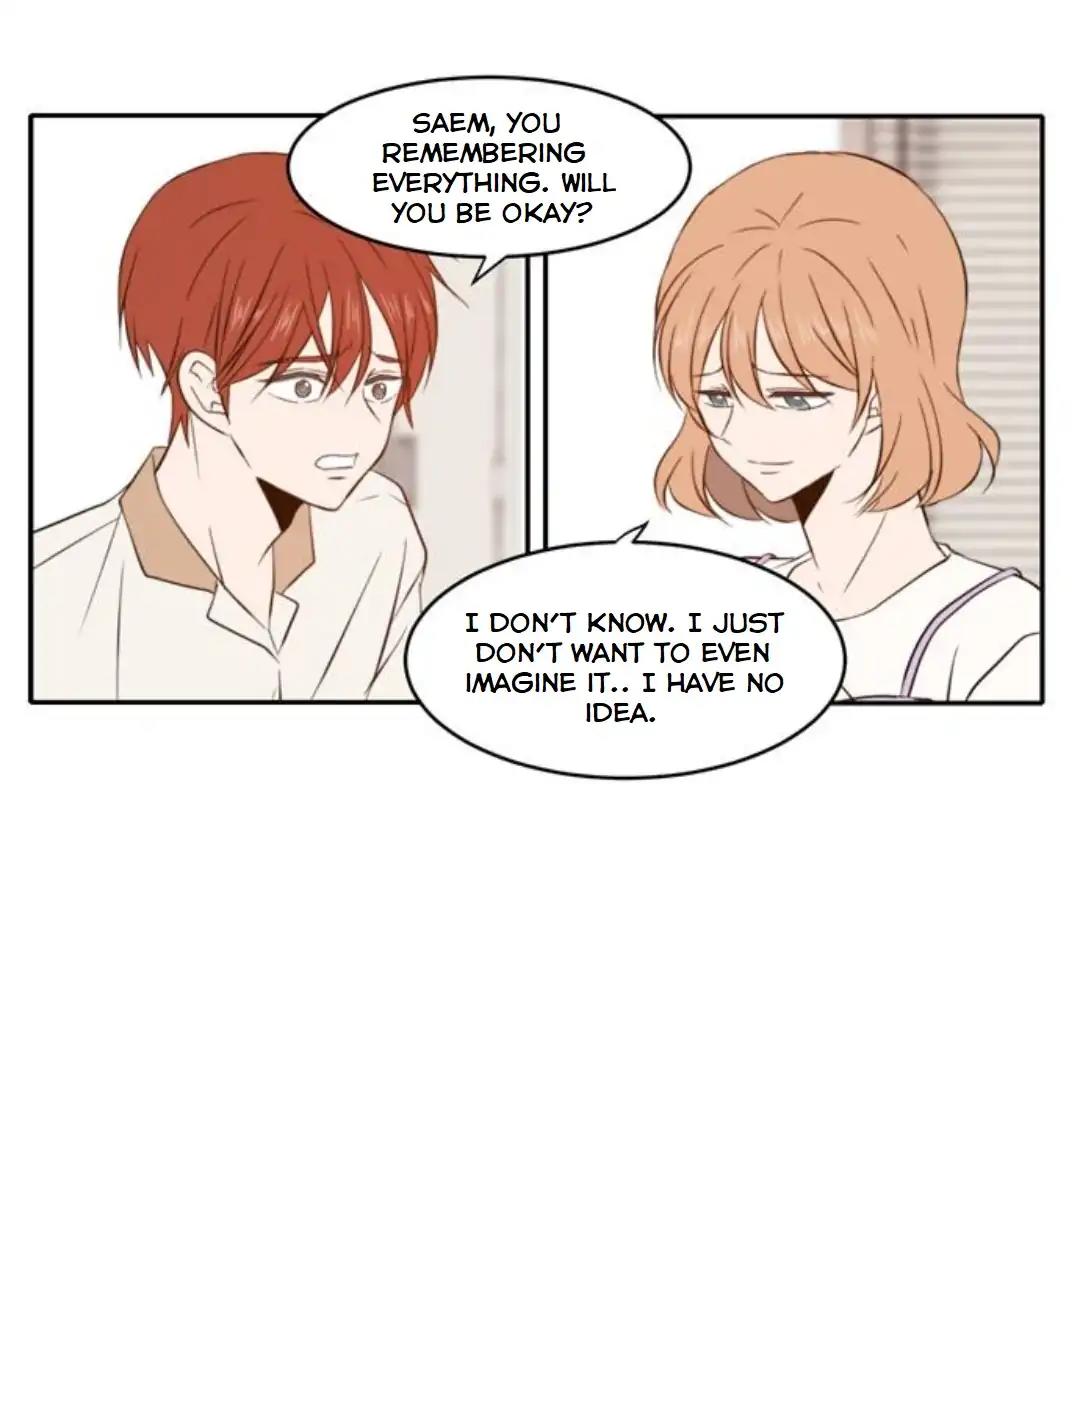 SAEM, YOU
REMEMBERING
EVERYTHING. WILL
YOU BE OKAY?
I DON'T KNOW. I JUST
DON'T WANT TO EVEN
IMAGINE IT.. I HAVE NO
IDEA.